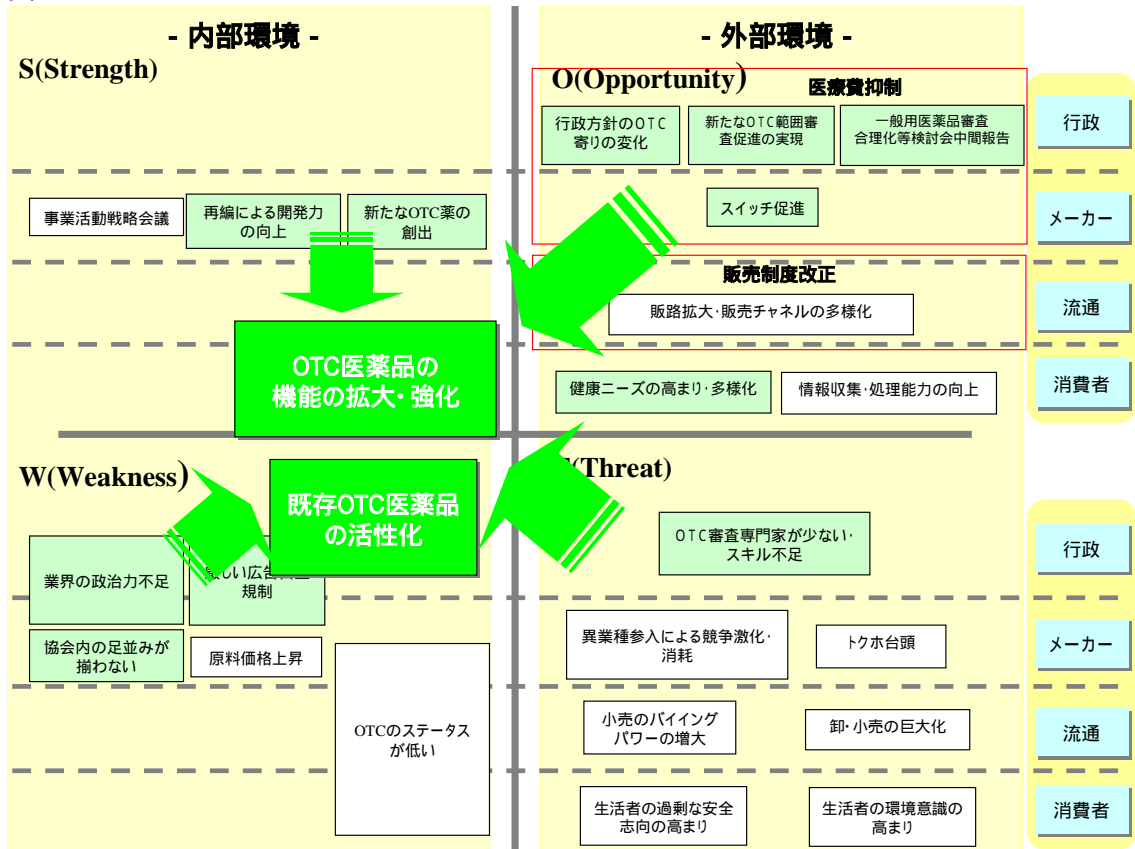 - 内部環境 -
- 外部環境 -
S(Strength)
O(Opportunity)
医療費抑制
行政方針のOTC
寄りの変化
新たなOTC範囲審
査促進の実現
一般用医薬品審査
合理化等検討会中間報告
行政
事業活動戦略会議
再編による開発力
の向上
新たなOTC薬の
創出
スイッチ促進
メーカー
販売制度改正
販路拡大・販売チャネルの多様化
流通
OTC医薬品の
機能の拡大・強化
健康ニーズの高まり・多様化
情報収集・処理能力の向上
消費者
W(Weakness)
(Threat)
既存OTC医薬品
の活性化
業界の政治力不足
しい広告
規制
OTC審査専門家が少ない・
スキル不足
行政
協会内の足並みが
揃わない
原料価格上昇
異業種参入による競争激化・
消耗
トクホ台頭
メーカー
OTCのステータス
が低い
小売のバイイング
パワーの増大
卸・小売の巨大化
流通
生活者の過剰な安全
志向の高まり
生活者の環境意識の
高まり
消費者